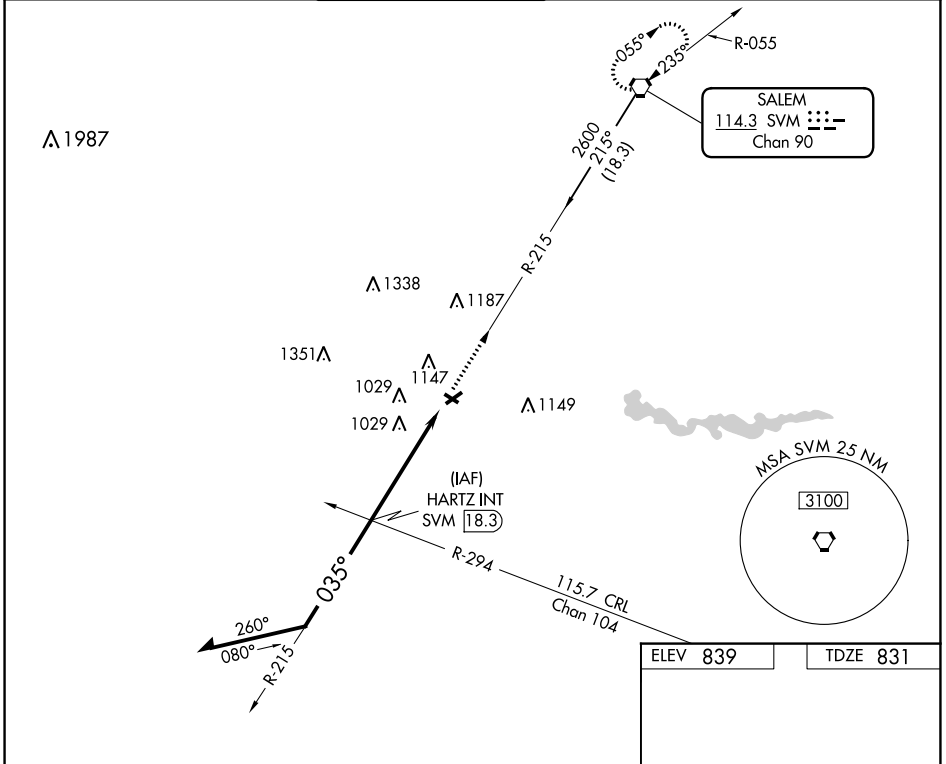 055°
235°
R-055
SALEM
114.3 SVM
Chan 90
1987
2600
215°
(18.3)
R-215
1338
1187
1351
1147
1029
1149
1029
MSA SVM 25 NM
3100
(IAF)
HARTZ INT
SVM 18.3
R-294
115.7 CRL
Chan 104
035°
260°
080°
R-215
ELEV 839
TDZE 831